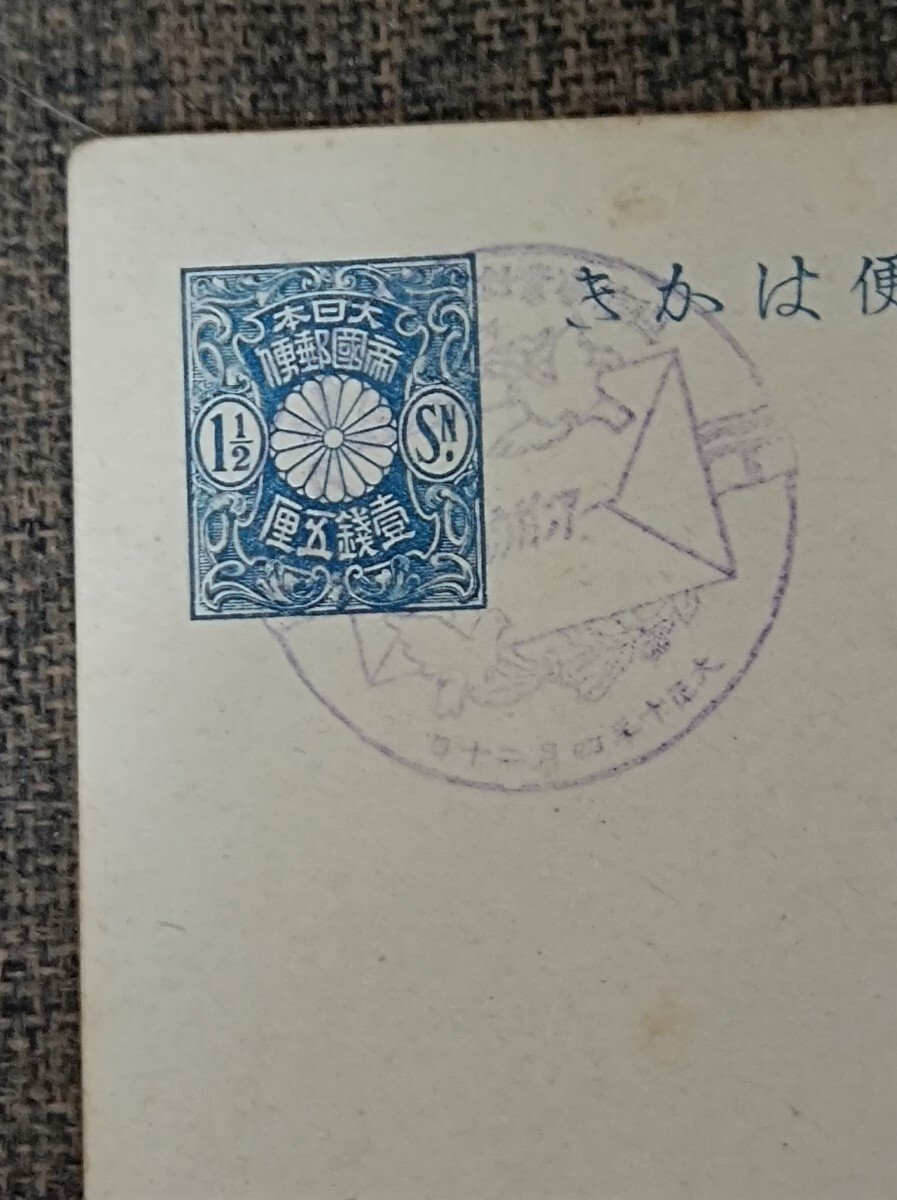 便はかき
大日本
帝國郵便
1½
SN.
壹錢五厘
大正十年四月二十日